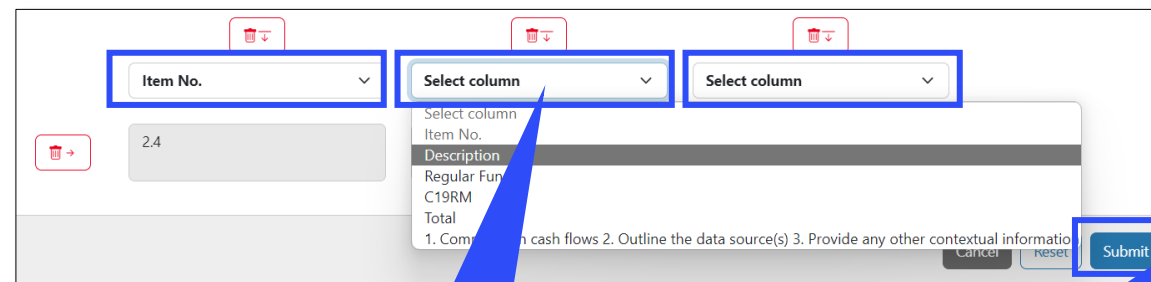 Item No. Select column Select column
2.4
Select column
Item No.
Description
Regular Fun
C19RM
Total
1. Com cash flows 2. Outline the data source(s) 3. Provide any other contextual informatio
Cancel Reset Submit